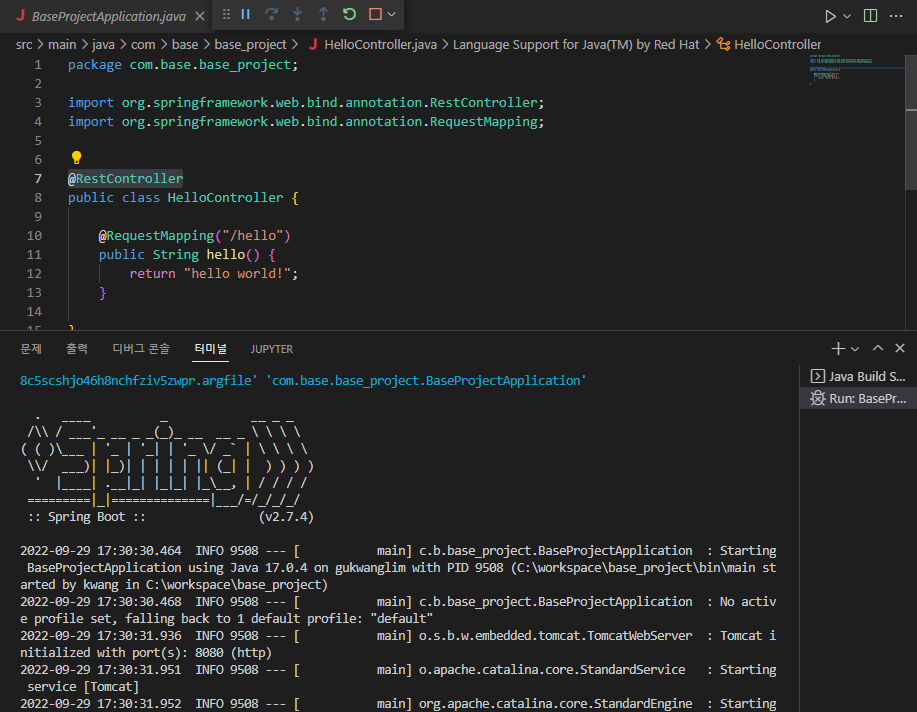 BaseProjectApplication.java
src > main > java > com > base > base_project > HelloController.java > Language Support for Java(TM) by Red Hat > HelloController
1 package com.base.base_project;
2
3 import org.springframework.web.bind.annotation.RestController;
4 import org.springframework.web.bind.annotation.RequestMapping;
5
6
7 @RestController
8 public class HelloController {
9
10 @RequestMapping("/hello")
11 public String hello() {
12 return "hello world!";
13 }
14
15 }
문제 출력 디버그 콘솔 터미널 JUPYTER
Java Build S...
Run: BasePr...
8c5scshjo46h8nchfziv5zwpr.argfile' 'com.base.base_project.BaseProjectApplication'
  .   ____          _            __ _ _
 /\\ / ___'_ __ _ _(_)_ __  __ _ \ \ \ \
( ( )\___ | '_ | '_| | '_ \/ _` | \ \ \ \
 \\/  ___)| |_)| | | | | || (_| |  ) ) ) )
  '  |____| .__|_| |_|_| |_\__, | / / / /
 =========|_|==============|___/=/_/_/_/
 :: Spring Boot ::                (v2.7.4)
2022-09-29 17:30:30.464  INFO 9508 --- [           main] c.b.base_project.BaseProjectApplication  : Starting
 BaseProjectApplication using Java 17.0.4 on gukwanglim with PID 9508 (C:\workspace\base_project\bin\main st
arted by kwang in C:\workspace\base_project)
2022-09-29 17:30:30.468  INFO 9508 --- [           main] c.b.base_project.BaseProjectApplication  : No activ
e profile set, falling back to 1 default profile: "default"
2022-09-29 17:30:31.936  INFO 9508 --- [           main] o.s.b.w.embedded.tomcat.TomcatWebServer  : Tomcat i
nitialized with port(s): 8080 (http)
2022-09-29 17:30:31.951  INFO 9508 --- [           main] o.apache.catalina.core.StandardService   : Starting
 service [Tomcat]
2022-09-29 17:30:31.952  INFO 9508 --- [           main] org.apache.catalina.core.StandardEngine  : Starting